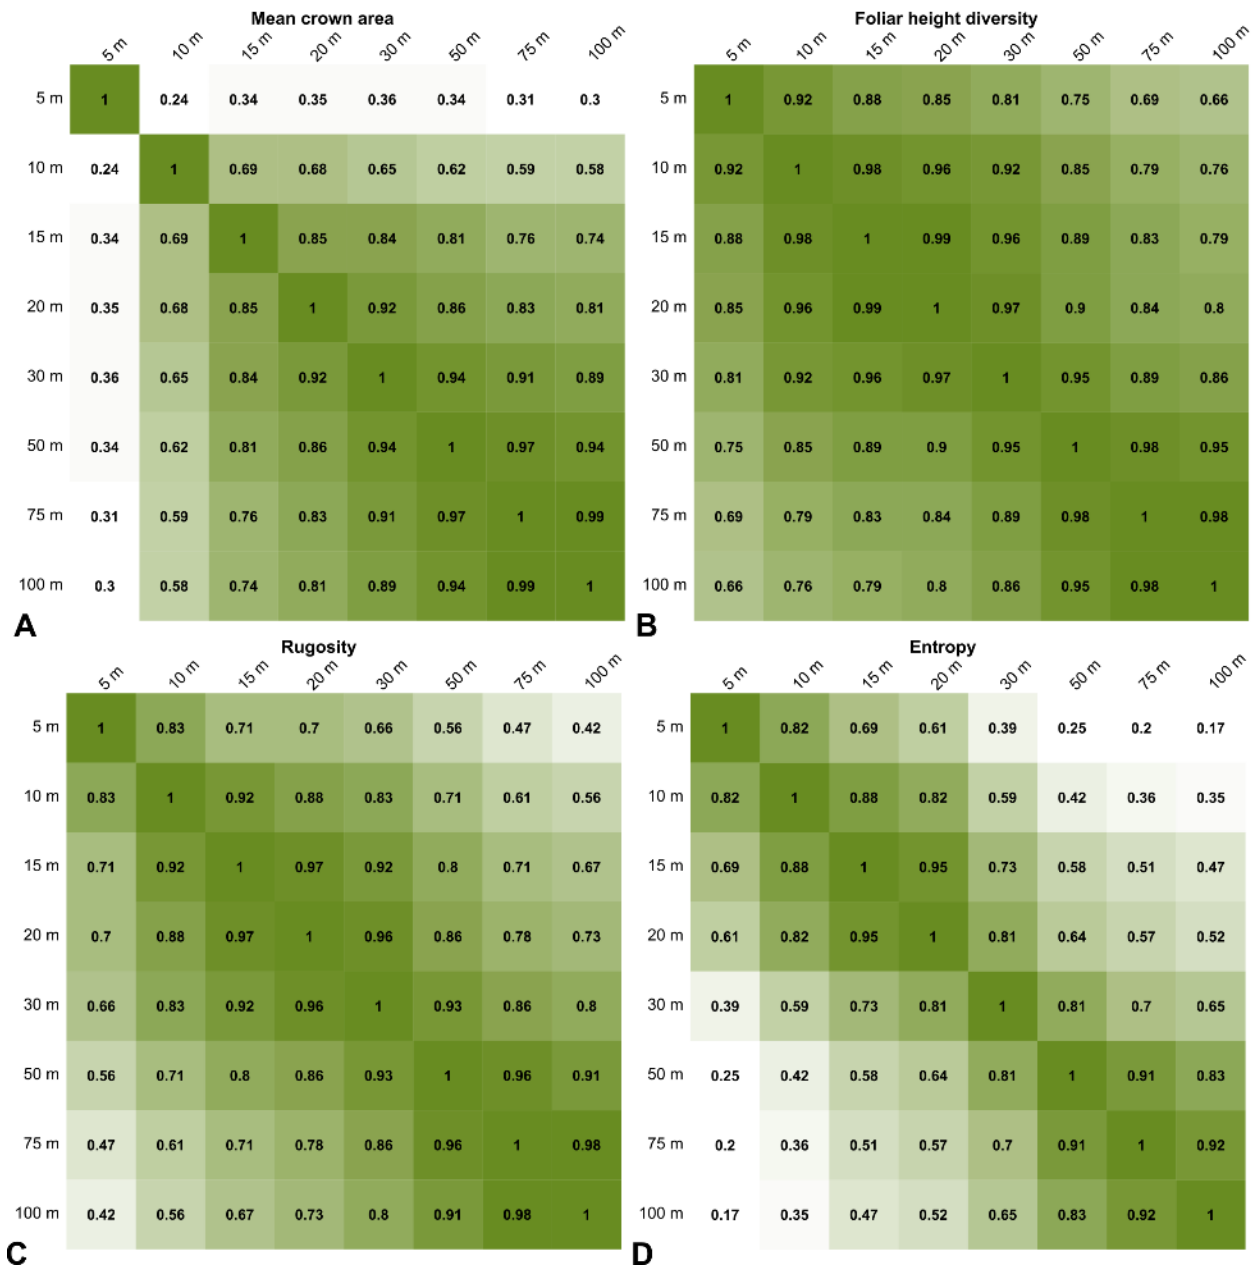 Mean crown area
5 m 10 m 15 m 20 m 30 m 50 m 75 m 100 m
5 m 1 0.24 0.34 0.35 0.36 0.34 0.31 0.3
10 m 0.24 1 0.69 0.68 0.65 0.62 0.59 0.58
15 m 0.34 0.69 1 0.85 0.84 0.81 0.76 0.74
20 m 0.35 0.68 0.85 1 0.92 0.86 0.83 0.81
30 m 0.36 0.65 0.84 0.92 1 0.94 0.91 0.89
50 m 0.34 0.62 0.81 0.86 0.94 1 0.97 0.94
75 m 0.31 0.59 0.76 0.83 0.91 0.97 1 0.99
100 m 0.3 0.58 0.74 0.81 0.89 0.94 0.99 1
A
Foliar height diversity
5 m 10 m 15 m 20 m 30 m 50 m 75 m 100 m
5 m 1 0.92 0.88 0.85 0.81 0.75 0.69 0.66
10 m 0.92 1 0.98 0.96 0.92 0.85 0.79 0.76
15 m 0.88 0.98 1 0.99 0.96 0.89 0.83 0.79
20 m 0.85 0.96 0.99 1 0.97 0.9 0.84 0.8
30 m 0.81 0.92 0.96 0.97 1 0.95 0.89 0.86
50 m 0.75 0.85 0.89 0.9 0.95 1 0.98 0.95
75 m 0.69 0.79 0.83 0.84 0.89 0.98 1 0.98
100 m 0.66 0.76 0.79 0.8 0.86 0.95 0.98 1
B
Rugosity
5 m 10 m 15 m 20 m 30 m 50 m 75 m 100 m
5 m 1 0.83 0.71 0.7 0.66 0.56 0.47 0.42
10 m 0.83 1 0.92 0.88 0.83 0.71 0.61 0.56
15 m 0.71 0.92 1 0.97 0.92 0.8 0.71 0.67
20 m 0.7 0.88 0.97 1 0.96 0.86 0.78 0.73
30 m 0.66 0.83 0.92 0.96 1 0.93 0.86 0.8
50 m 0.56 0.71 0.8 0.86 0.93 1 0.96 0.91
75 m 0.47 0.61 0.71 0.78 0.86 0.96 1 0.98
100 m 0.42 0.56 0.67 0.73 0.8 0.91 0.98 1
C
Entropy
5 m 10 m 15 m 20 m 30 m 50 m 75 m 100 m
5 m 1 0.82 0.69 0.61 0.39 0.25 0.2 0.17
10 m 0.82 1 0.88 0.82 0.59 0.42 0.36 0.35
15 m 0.69 0.88 1 0.95 0.73 0.58 0.51 0.47
20 m 0.61 0.82 0.95 1 0.81 0.64 0.57 0.52
30 m 0.39 0.59 0.73 0.81 1 0.81 0.7 0.65
50 m 0.25 0.42 0.58 0.64 0.81 1 0.91 0.83
75 m 0.2 0.36 0.51 0.57 0.7 0.91 1 0.92
100 m 0.17 0.35 0.47 0.52 0.65 0.83 0.92 1
D